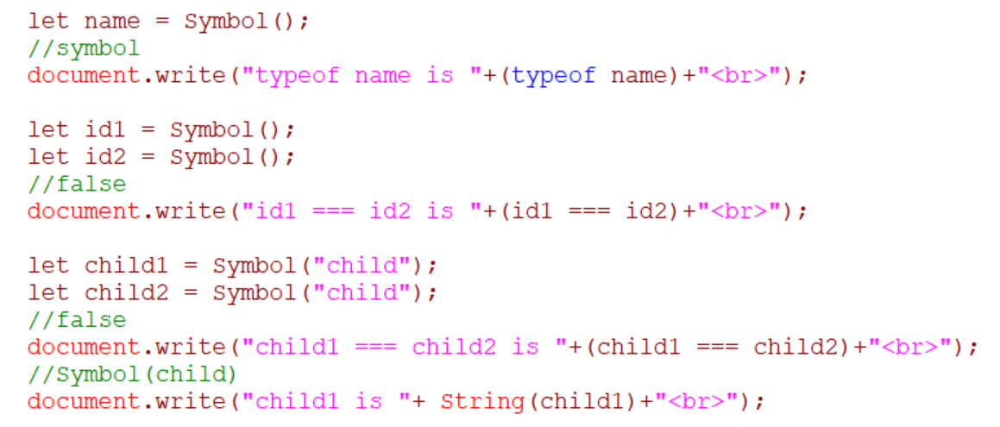 let name = Symbol();
//symbol
document.write("typeof name is "+(typeof name)+"<br>");
let id1 = Symbol();
let id2 = Symbol();
//false
document.write("id1 === id2 is "+(id1 === id2)+"<br>");
let child1 = Symbol("child");
let child2 = Symbol("child");
//false
document.write("child1 === child2 is "+(child1 === child2)+"<br>");
//Symbol(child)
document.write("child1 is "+ String(child1)+"<br>");